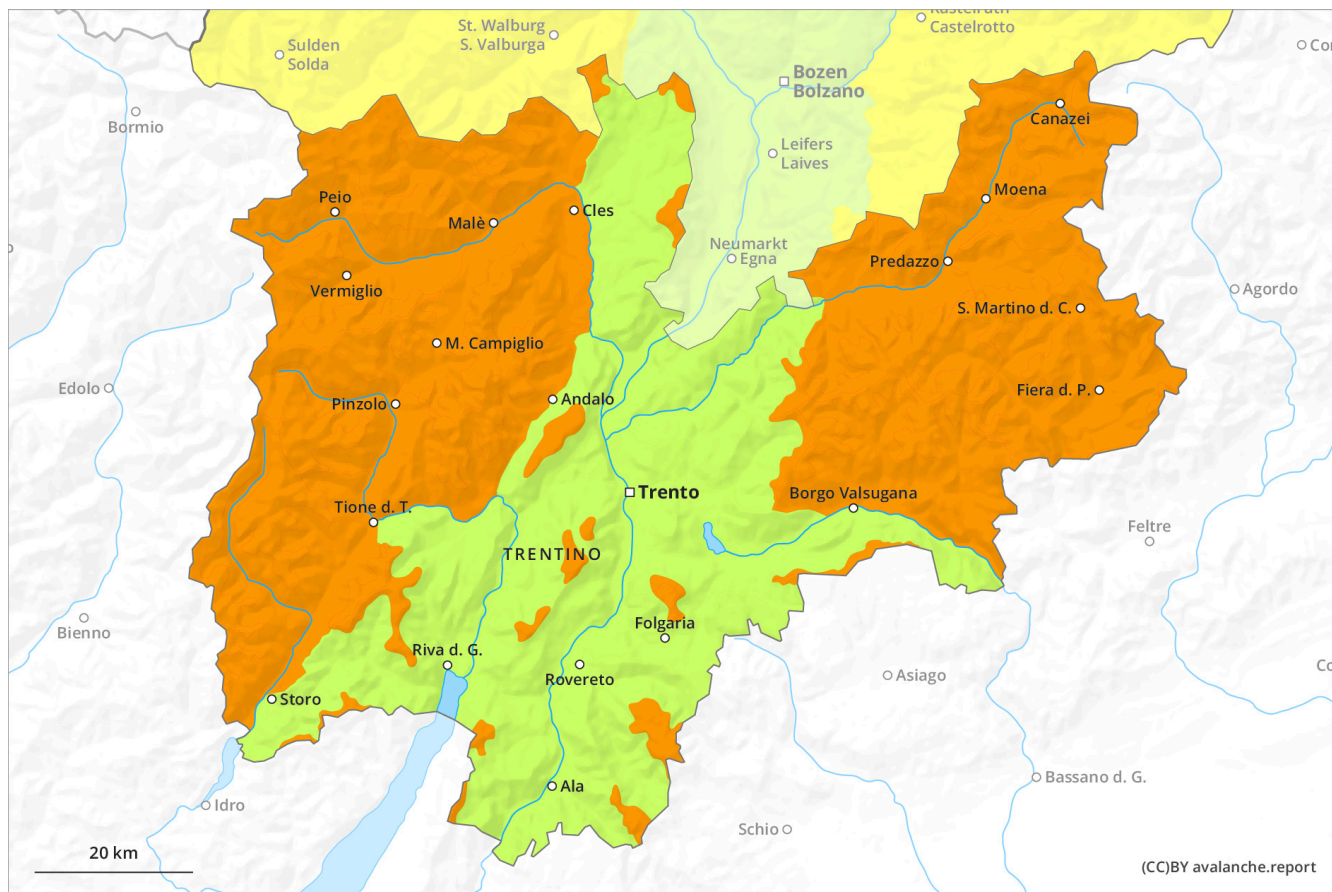 Kastelruth
Castelrotto
St. Walburg
S. Valburga
Sulden
Solda
Bozen
Bolzano
Bormio
Canazei
Leifers
Laives
Peio
Malè
Cles
Moena
Neumarkt
Egna
Predazzo
Vermiglio
Agordo
S. Martino d. C.
M. Campiglio
Edolo
Fiera d. P.
Pinzolo
Andalo
Trento
Borgo Valsugana
Tione d. T.
Feltre
TRENTINO
Bienno
Folgaria
Riva d. G.
Rovereto
Asiago
Storo
Bassano d. G.
Ala
Idro
Schio
20 km
(CC)BY avalanche.report